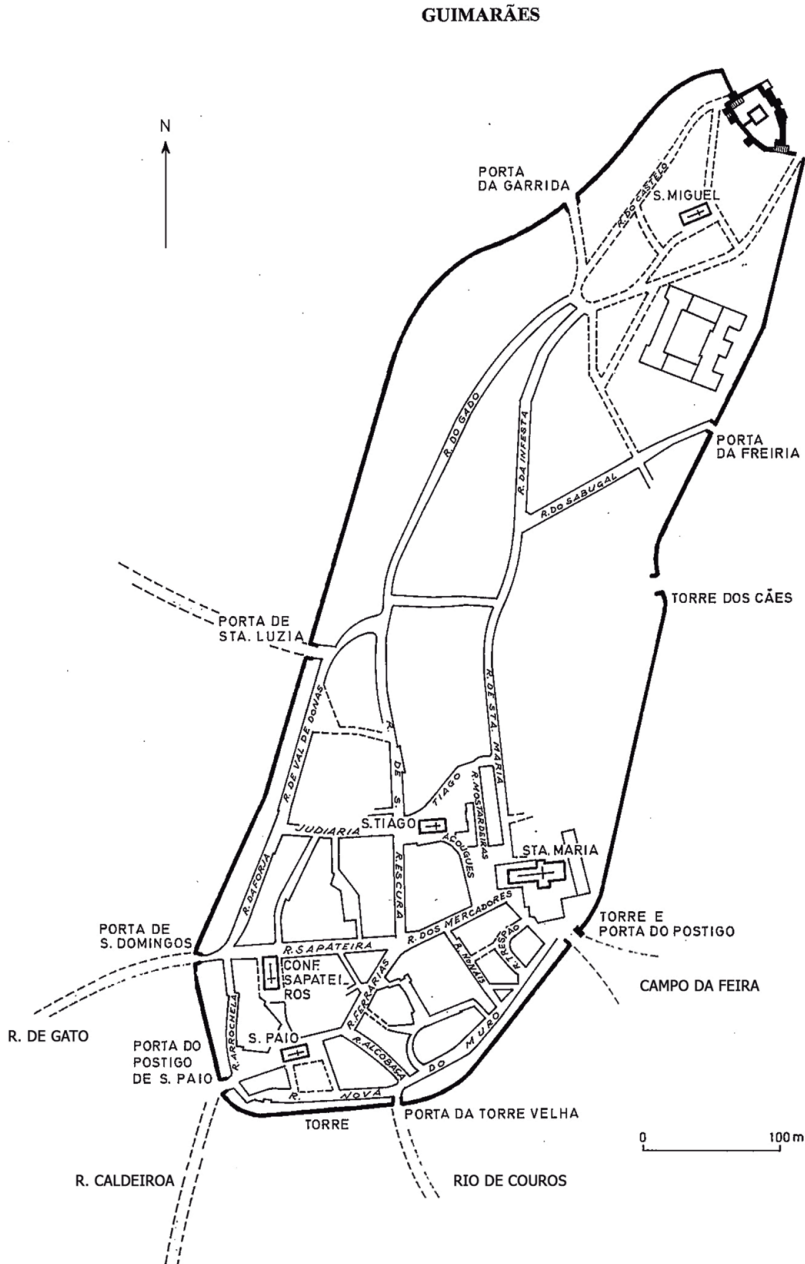 GUIMARÃES
N
PORTA
DA GARRIDA
R. DO CASTELO
S. MIGUEL
R. DO GADO
R. DA INFESTA
PORTA
DA FREIRIA
R. DO SABUGAL
TORRE DOS CÃES
PORTA DE
STA. LUZIA
R. DE VAL DE DONAS
R. DE STA. MARIA
R. DE S. TIAGO
R. MOSTARDEIRAS
S. TIAGO
JUDIARIA
AÇOUGUES
STA. MARIA
R. ESCURA
R. DA FORJA
R. DOS MERCADORES
PORTA DE
S. DOMINGOS
TORRE E
PORTA DO POSTIGO
R. SAPATEIRA
R. TRESPÃO
CONF.
SAPATEI-
ROS
R. FERRARIAS
CAMPO DA FEIRA
R. DE GATO
R. ARROCHELA
S. PAIO
R. ALCOBAÇA
DO MURO
PORTA DO
POSTIGO
DE S. PAIO
R. NOVA
TORRE
PORTA DA TORRE VELHA
0 100 m
R. CALDEIROA
RIO DE COUROS